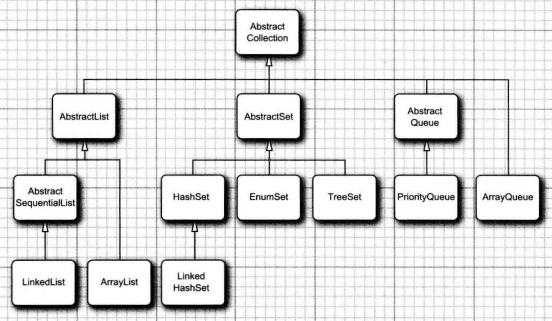 Abstract
Collection
AbstractList
AbstractSet
Abstract
Queue
Abstract
SequentialList
HashSet
EnumSet
TreeSet
PriorityQueue
ArrayQueue
LinkedList
ArrayList
Linked
HashSet